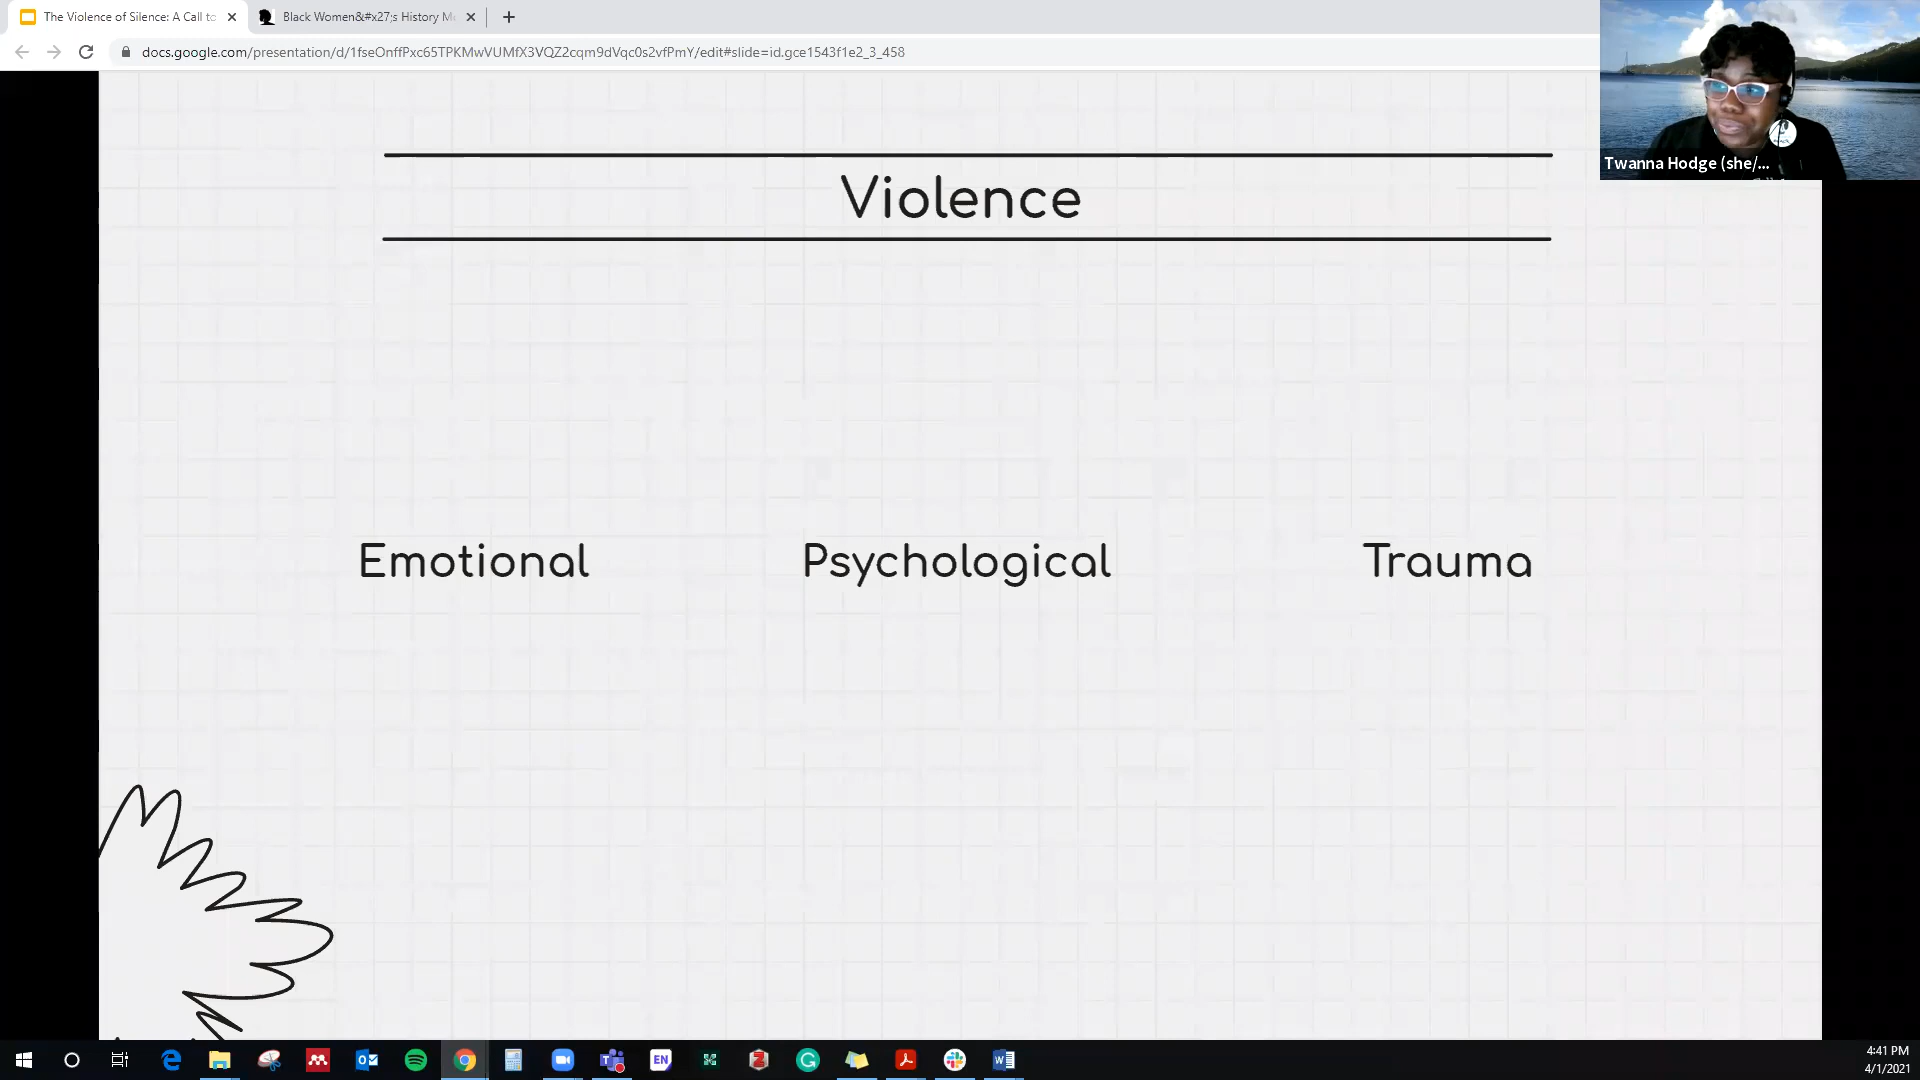 The Violence of Silence: A Call to
Black Women&#x27;s History M
docs.google.com/presentation/d/1fseOnffPxc65TPKMwVUMfX3VQZ2cqm9dVqc0s2vfPmY/edit#slide=id.gce1543f1e2_3_458
Twanna Hodge (she/...
Violence
Emotional Psychological Trauma
EN
4:41 PM
4/1/2021